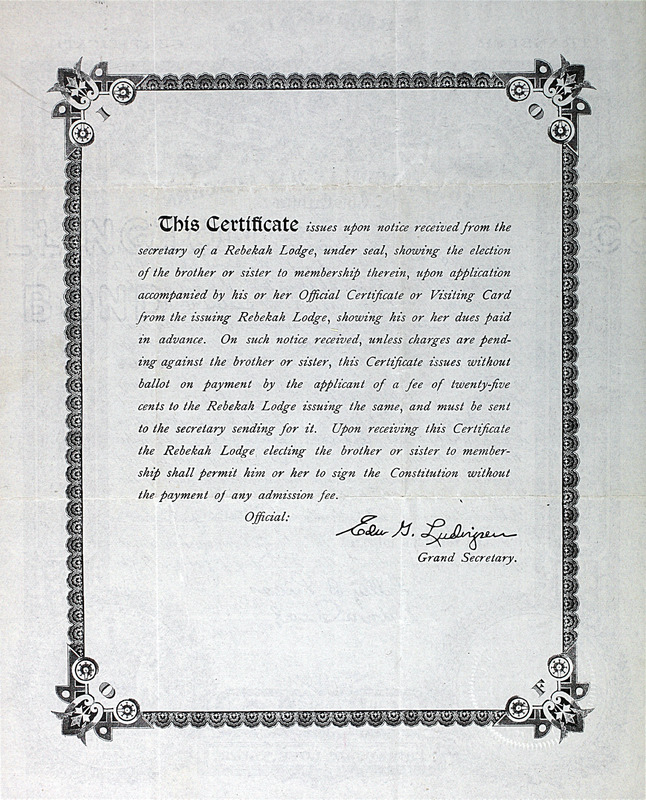 I O
This Certificate issues upon notice received from the
secretary of a Rebekah Lodge, under seal, showing the election
of the brother or sister to membership therein, upon application
accompanied by his or her Official Certificate or Visiting Card
from the issuing Rebekah Lodge, showing his or her dues paid
in advance. On such notice received, unless charges are pend-
ing against the brother or sister, this Certificate issues without
ballot on payment by the applicant of a fee of twenty-five
cents to the Rebekah Lodge issuing the same, and must be sent
to the secretary sending for it. Upon receiving this Certificate
the Rebekah Lodge electing the brother or sister to member-
ship shall permit him or her to sign the Constitution without
the payment of any admission fee.
Official:
Edw G. Ludvigsen
Grand Secretary.
O F